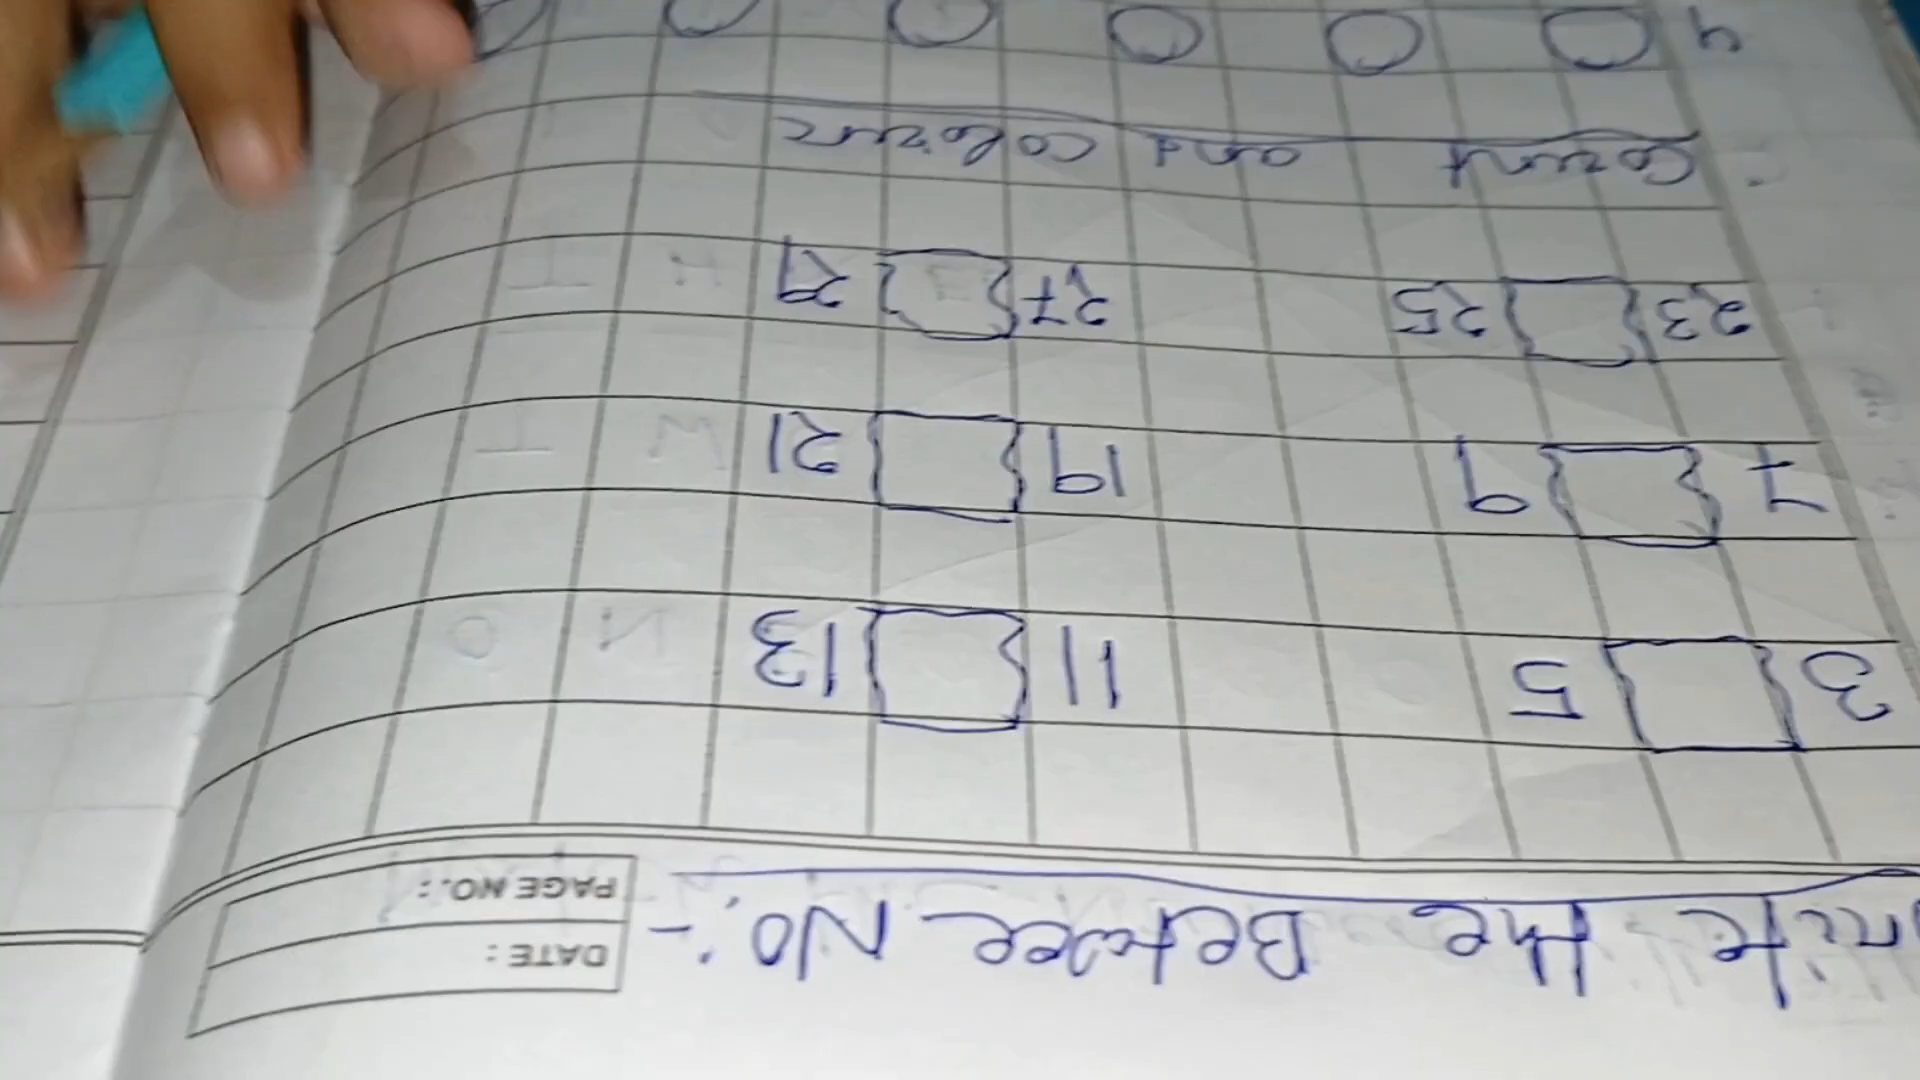 DATE:
PAGE NO.:
Write the Betwee No:-
3 5 11 13
7 9 19 21
23 25 27 29
Count and colour
4